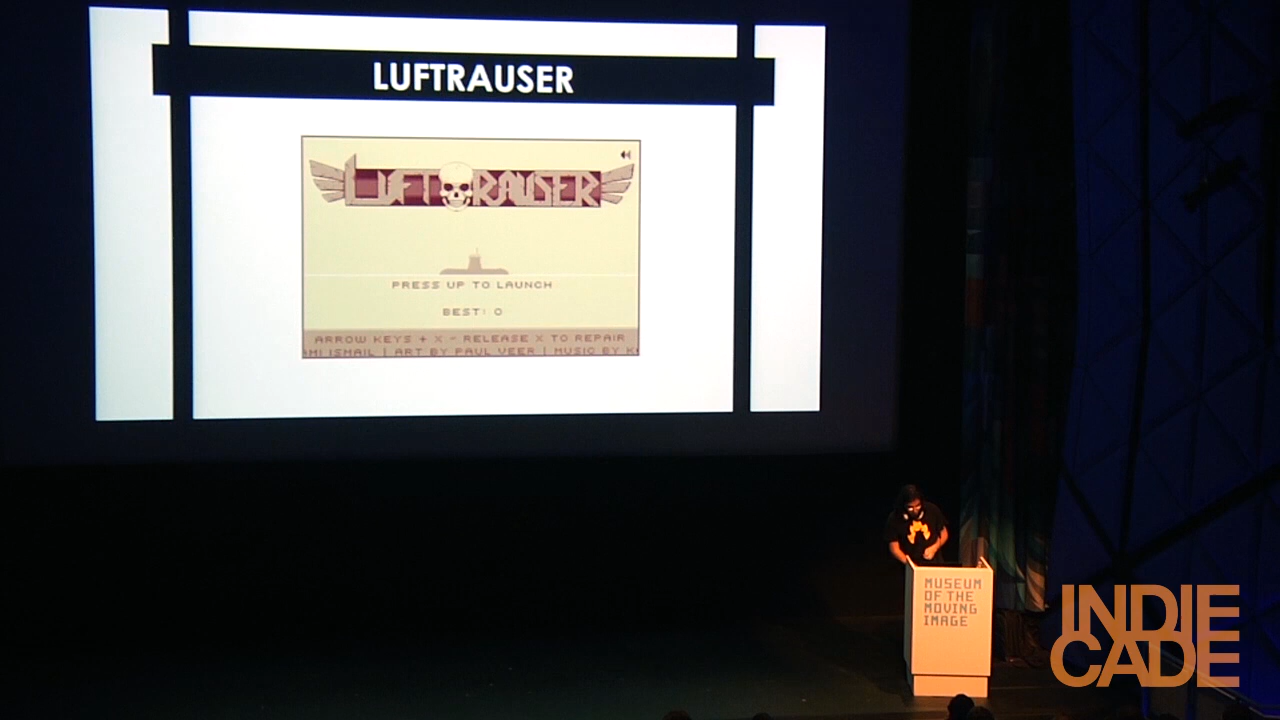 LUFTRAUSER
LUFTRAUSER
PRESS UP TO LAUNCH
BEST: 0
ARROW KEYS + X - RELEASE X TO REPAIR
ISMAIL | ART BY PAUL VEER | MUSIC BY
MUSEUM
OF THE
MOVING
IMAGE
INDIE
CADE